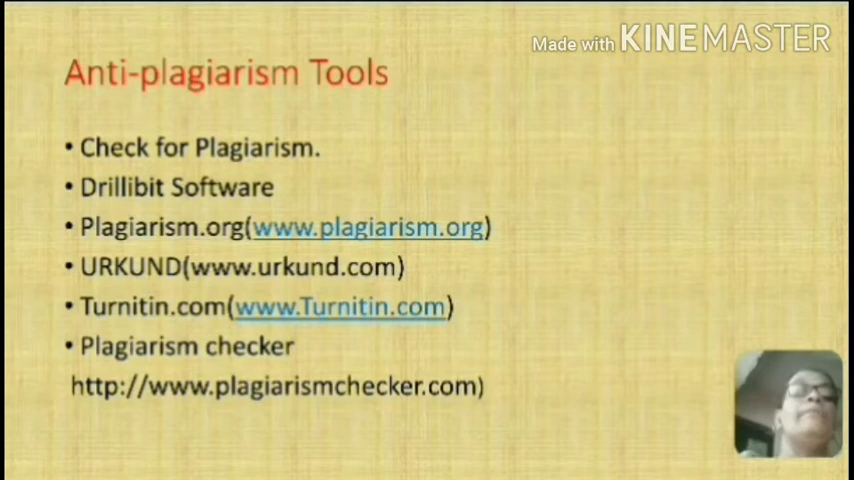 Made with KINEMASTER
Anti-plagiarism Tools
• Check for Plagiarism.
• Drillibit Software
• Plagiarism.org(www.plagiarism.org)
• URKUND(www.urkund.com)
• Turnitin.com(www.Turnitin.com)
• Plagiarism checker
http://www.plagiarismchecker.com)